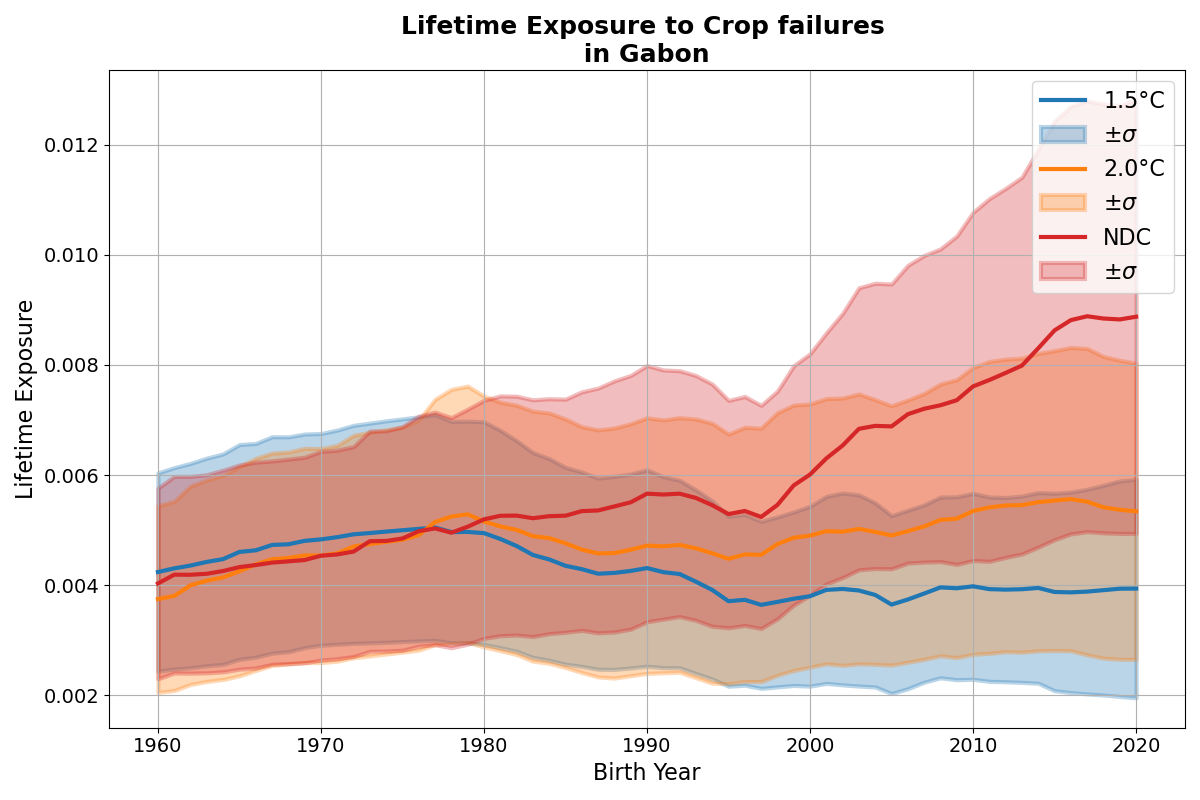 Lifetime Exposure to Crop failures
in Gabon
1.5°C
±σ
2.0°C
±σ
NDC
±σ
Lifetime Exposure
0.012
0.010
0.008
0.006
0.004
0.002
1960 1970 1980 1990 2000 2010 2020
Birth Year